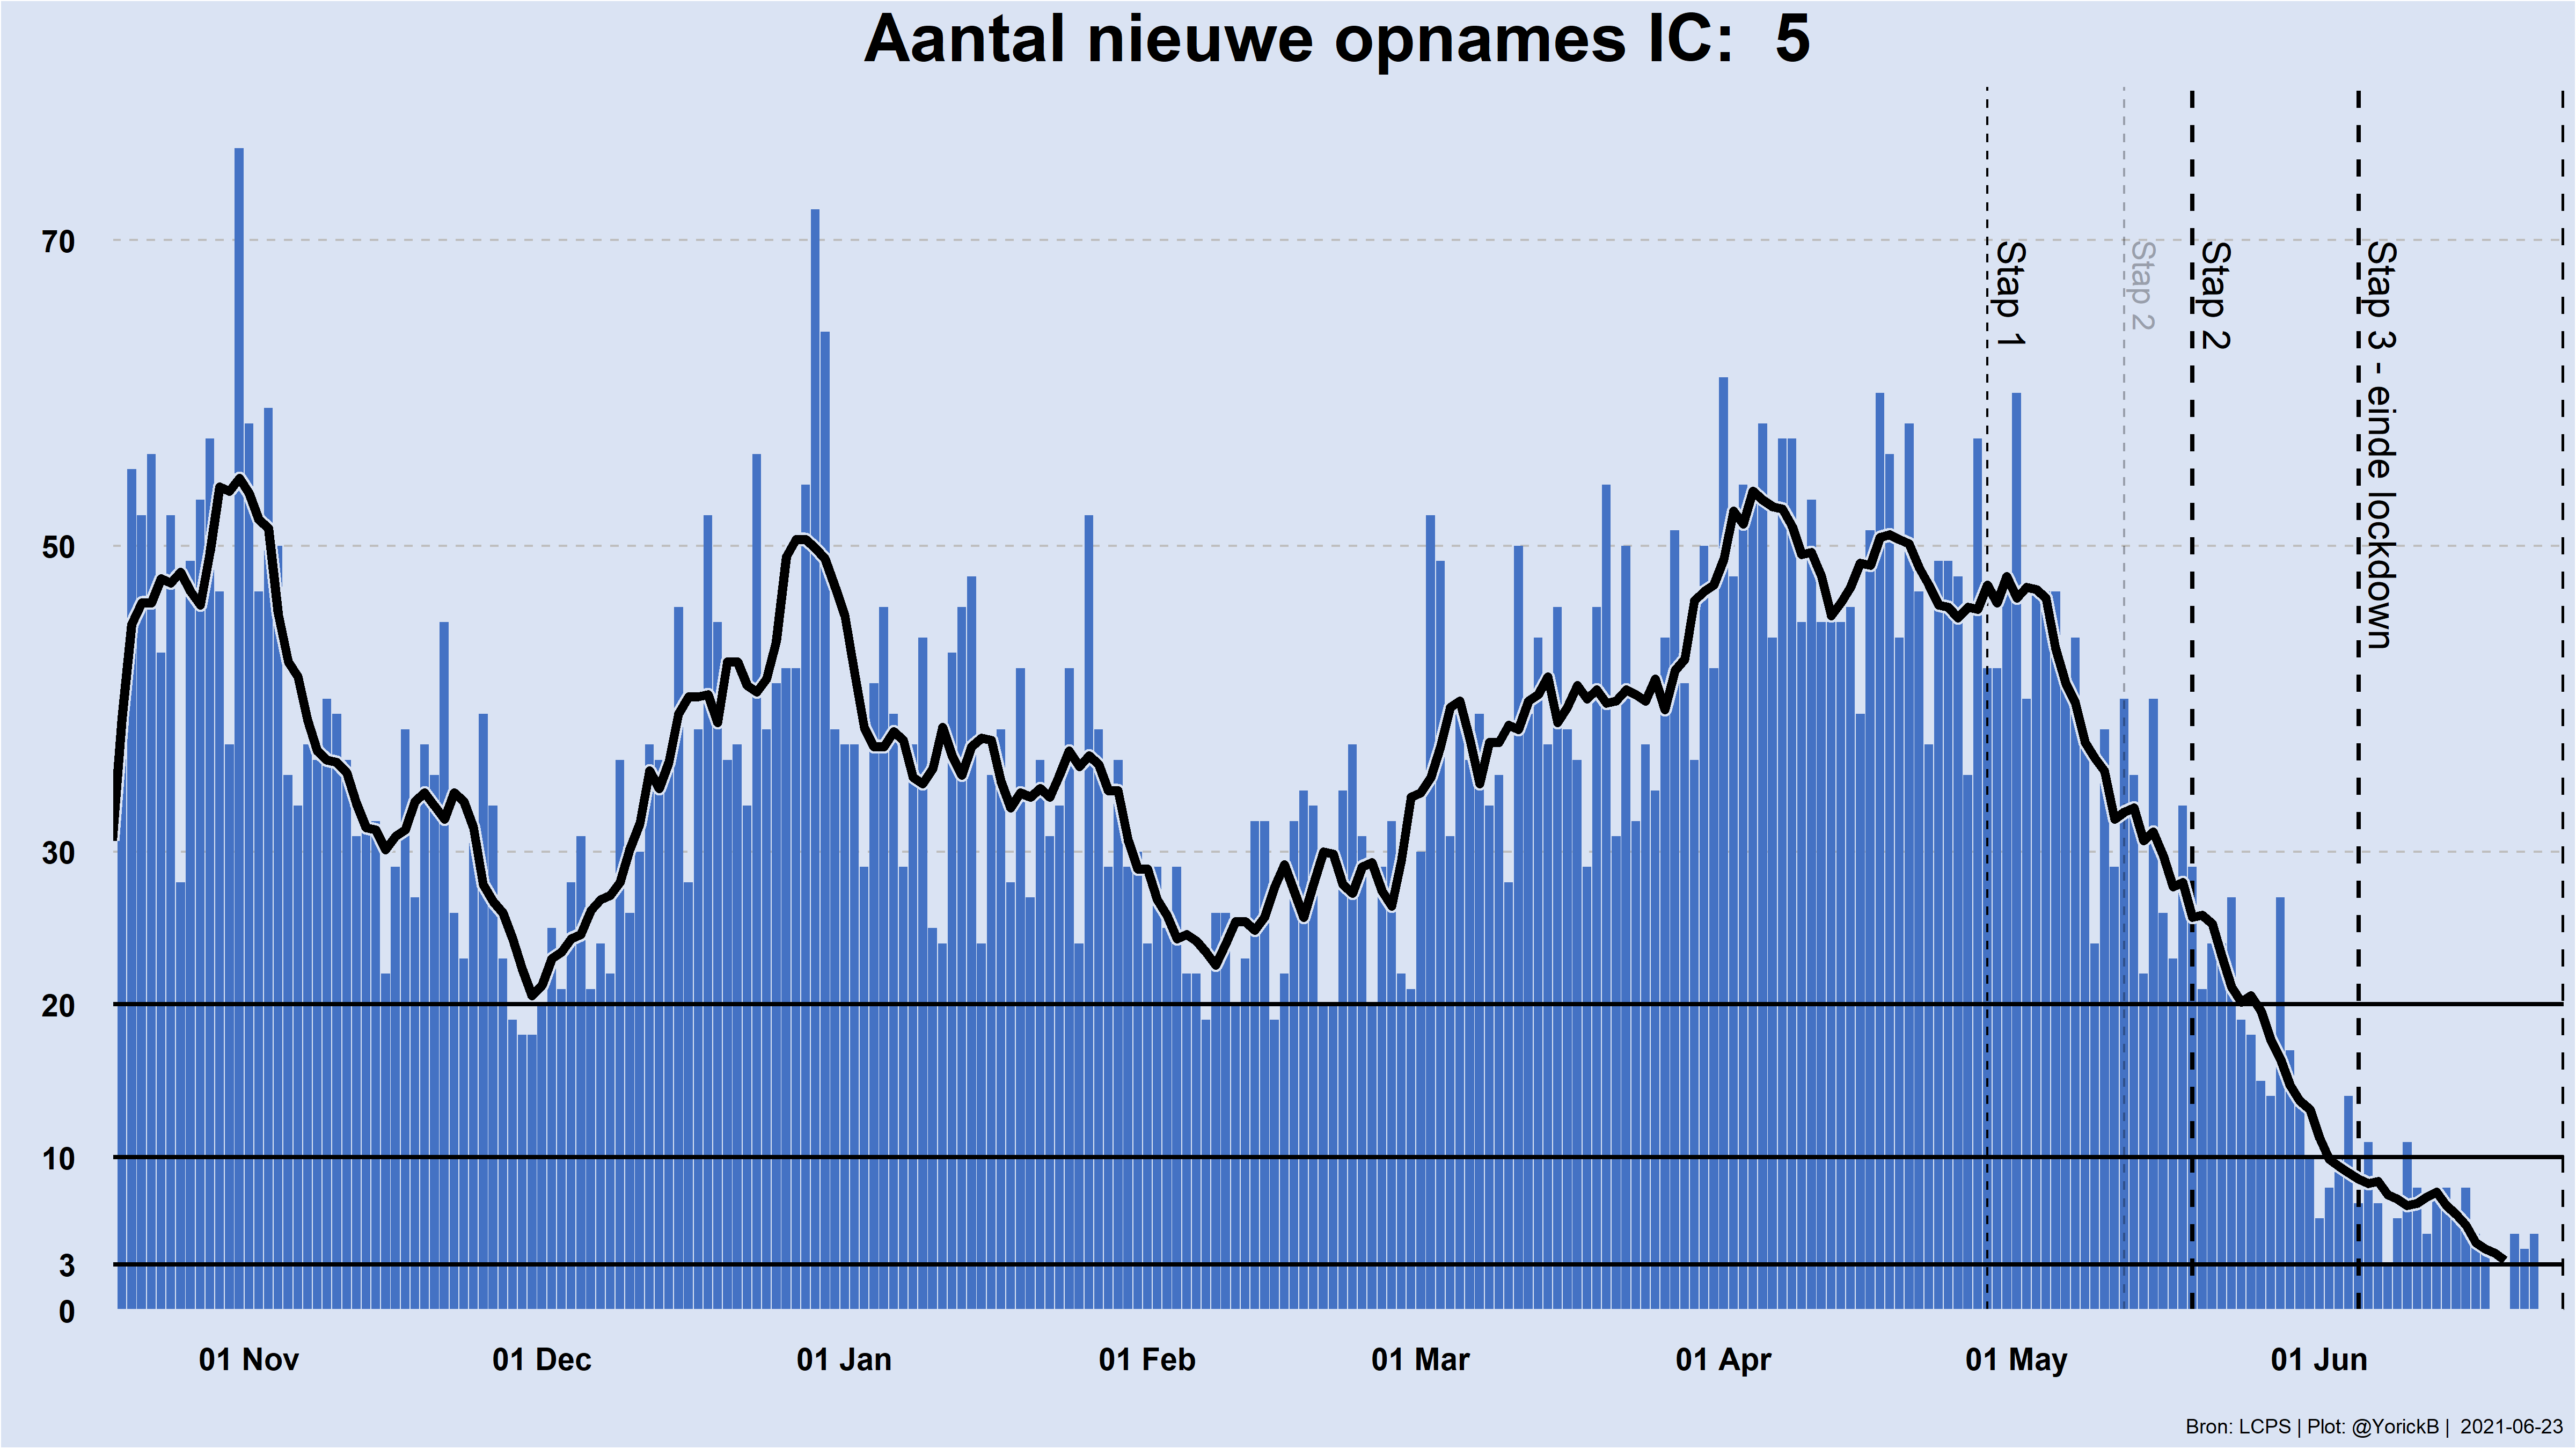 Aantal nieuwe opnames IC:  5
70
50
30
20
10
3
0
Stap 1
Stap 2
Stap 2
Stap 3 - einde lockdown
01 Nov
01 Dec
01 Jan
01 Feb
01 Mar
01 Apr
01 May
01 Jun
Bron: LCPS | Plot: @YorickB |  2021-06-23